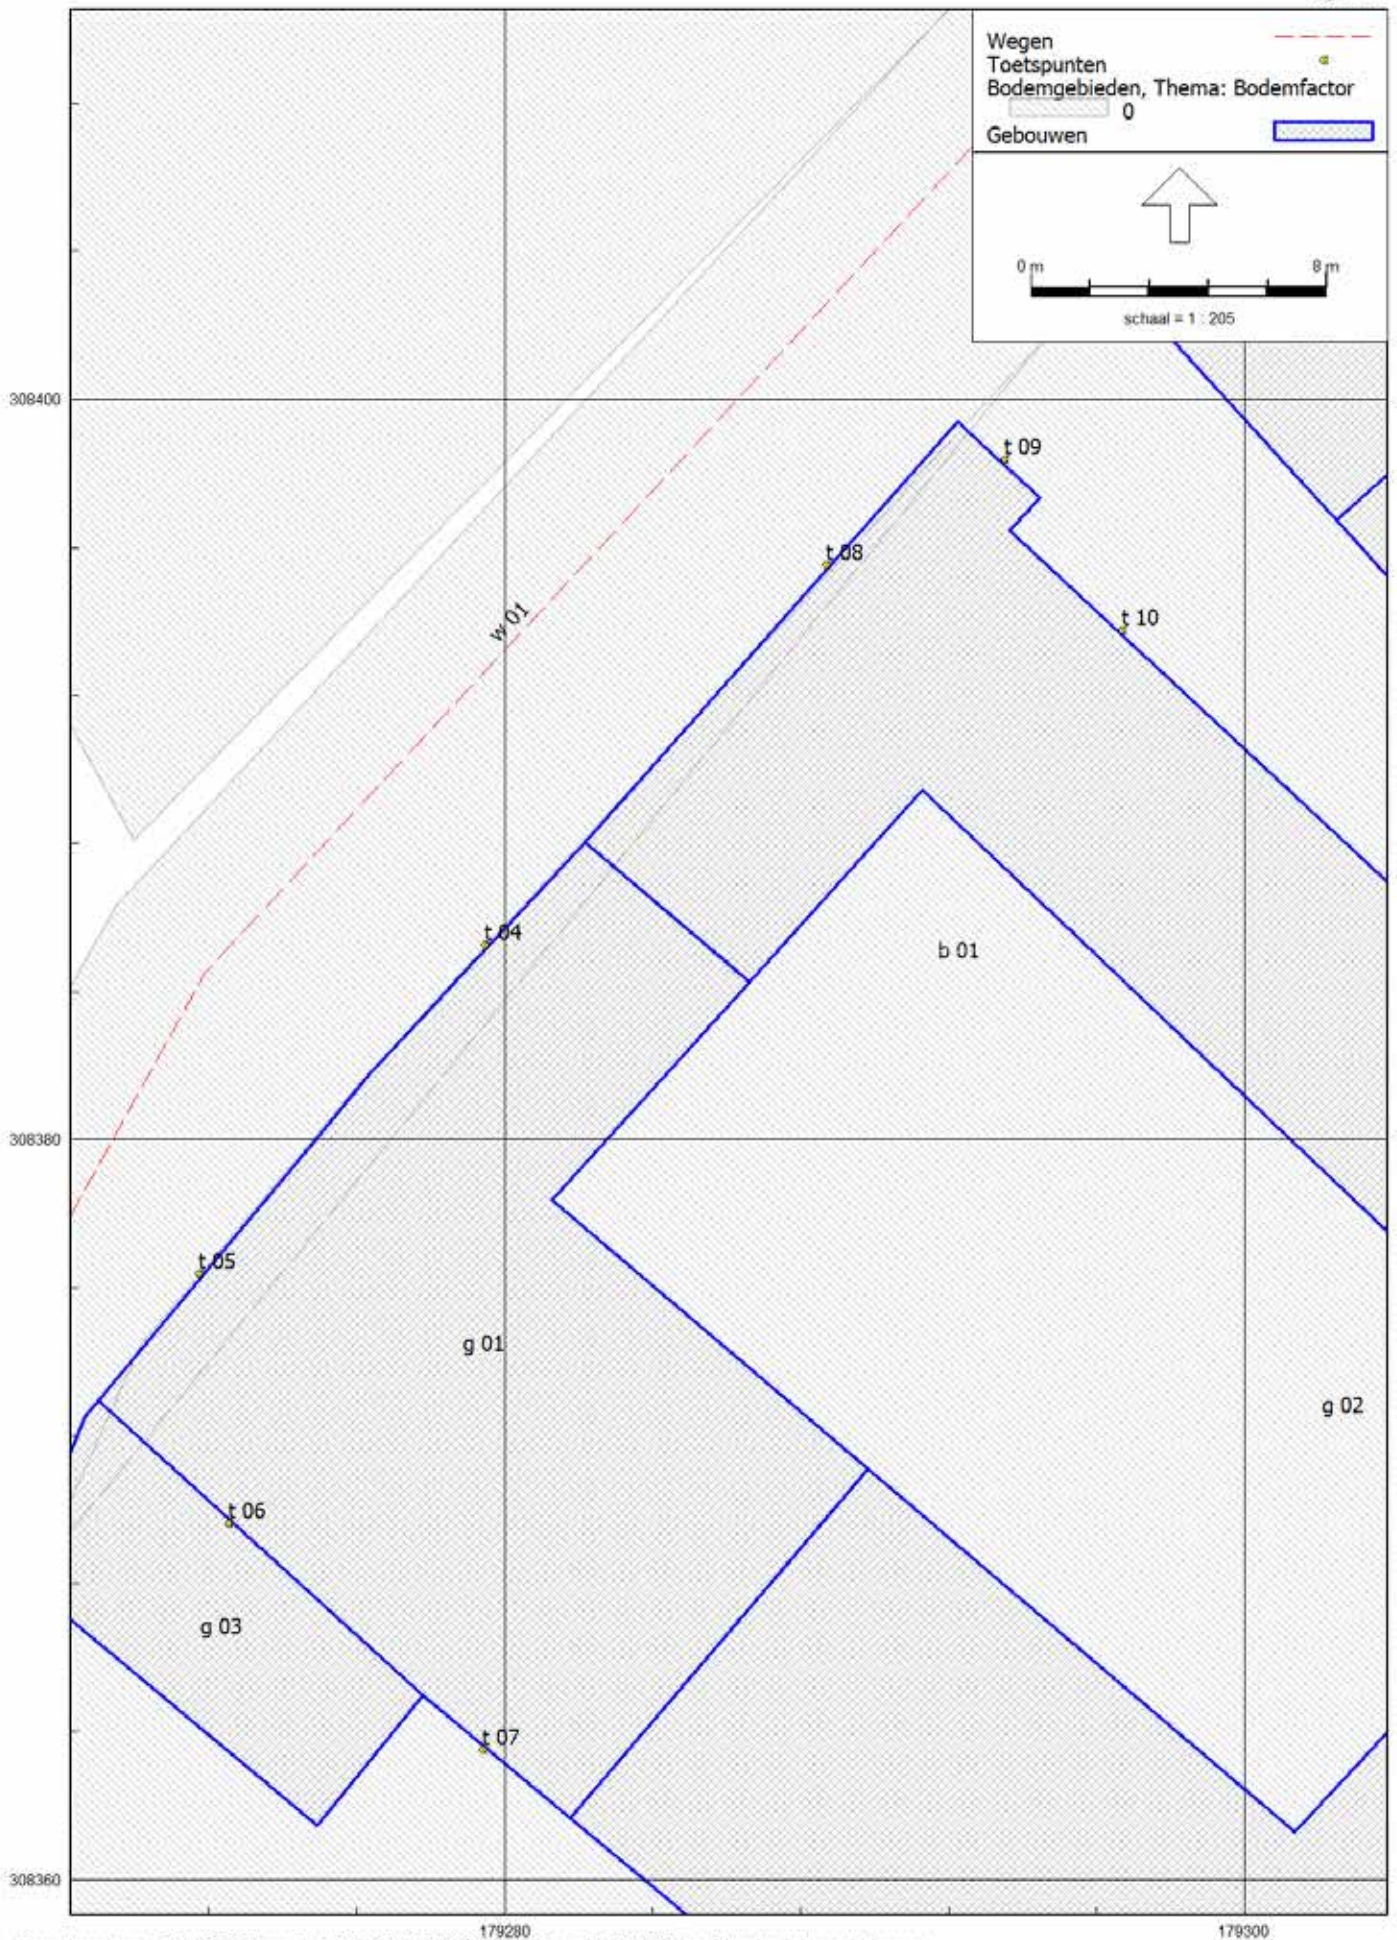 Wegen
Toetspunten
Bodemgebieden, Thema: Bodemfactor
0
Gebouwen
0 m 8 m
schaal = 1 : 205
308400
t 09
t 08
t 10
w 01
t 04
b 01
308380
t 05
g 01
g 02
t 06
g 03
t 07
308360
179280 179300